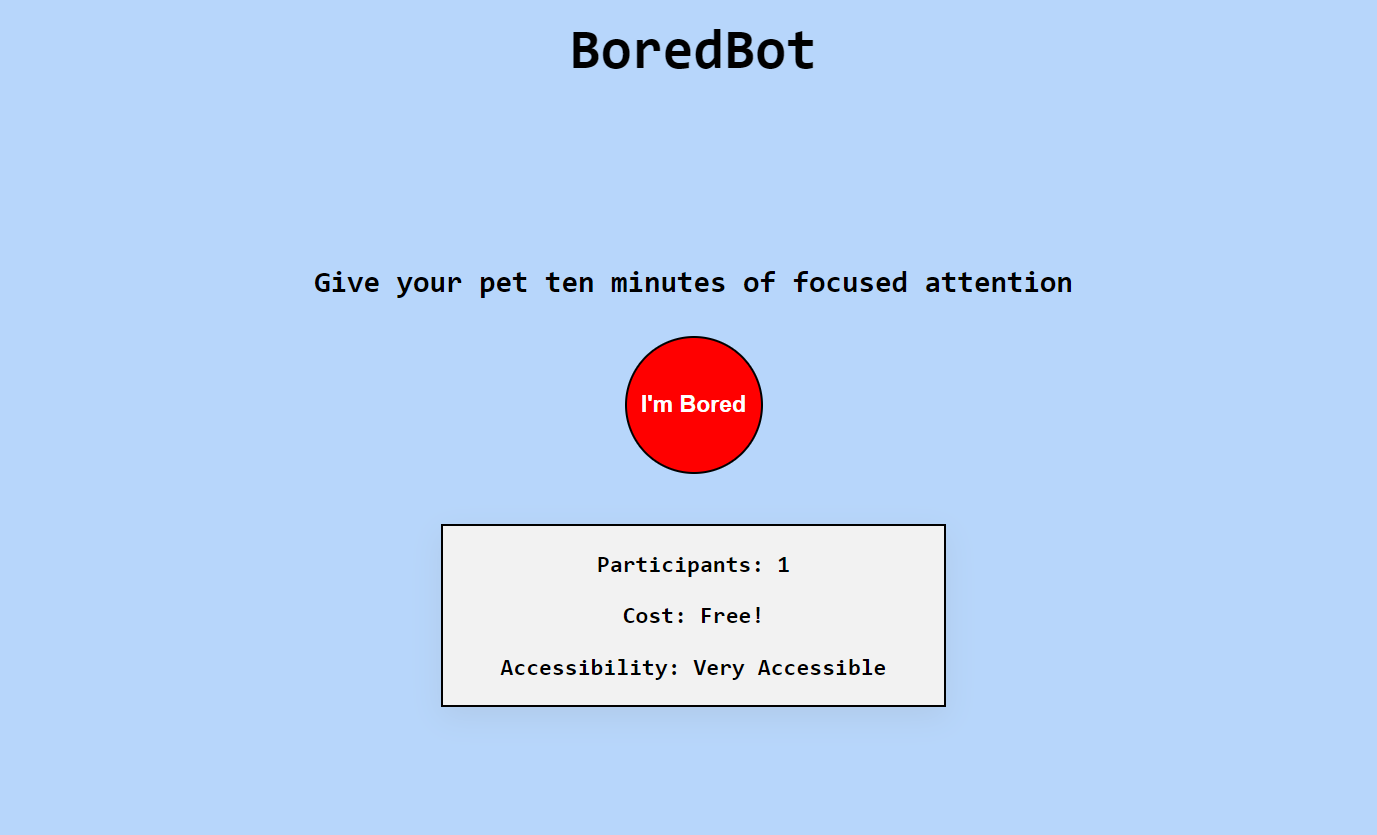 BoredBot
Give your pet ten minutes of focused attention
I'm Bored
Participants: 1
Cost: Free!
Accessibility: Very Accessible